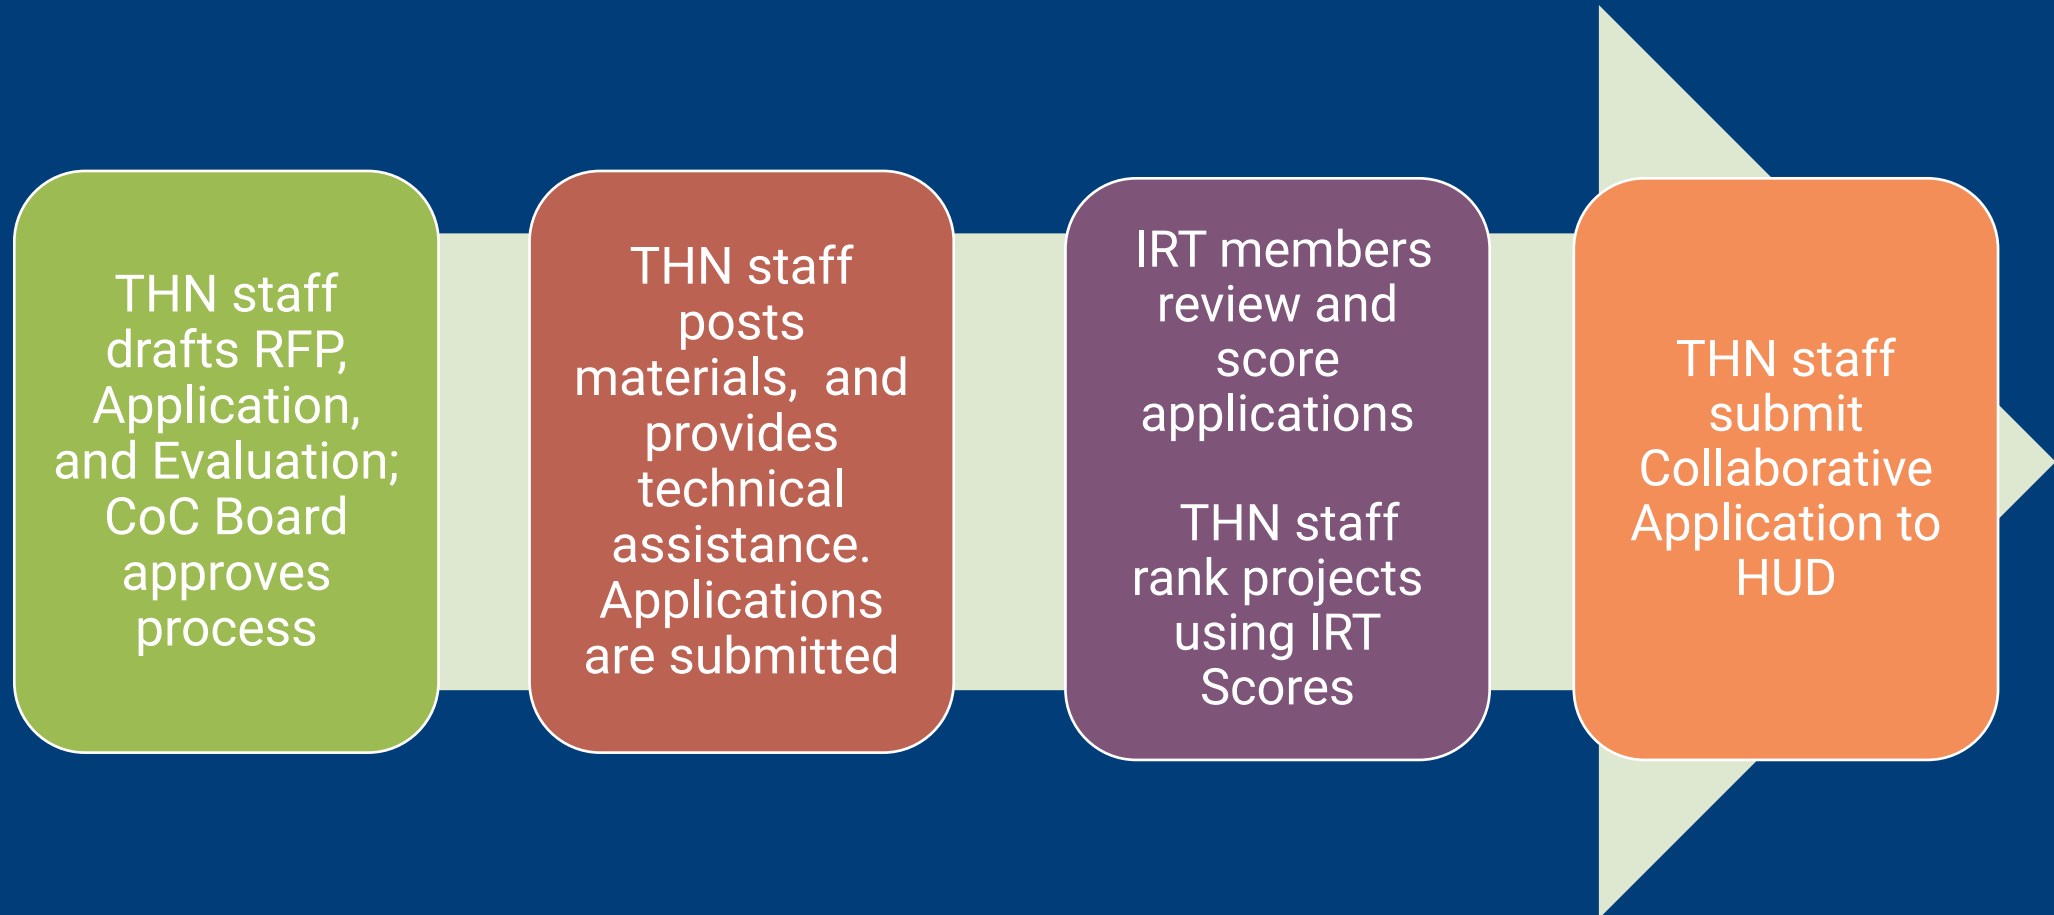 THN staff
drafts RFP,
Application,
and Evaluation;
CoC Board
approves
process
THN staff
posts
materials,  and
provides
technical
assistance.
Applications
are submitted
IRT members
review and
score
applications
THN staff
rank projects
using IRT
Scores
THN staff
submit
Collaborative
Application to
HUD